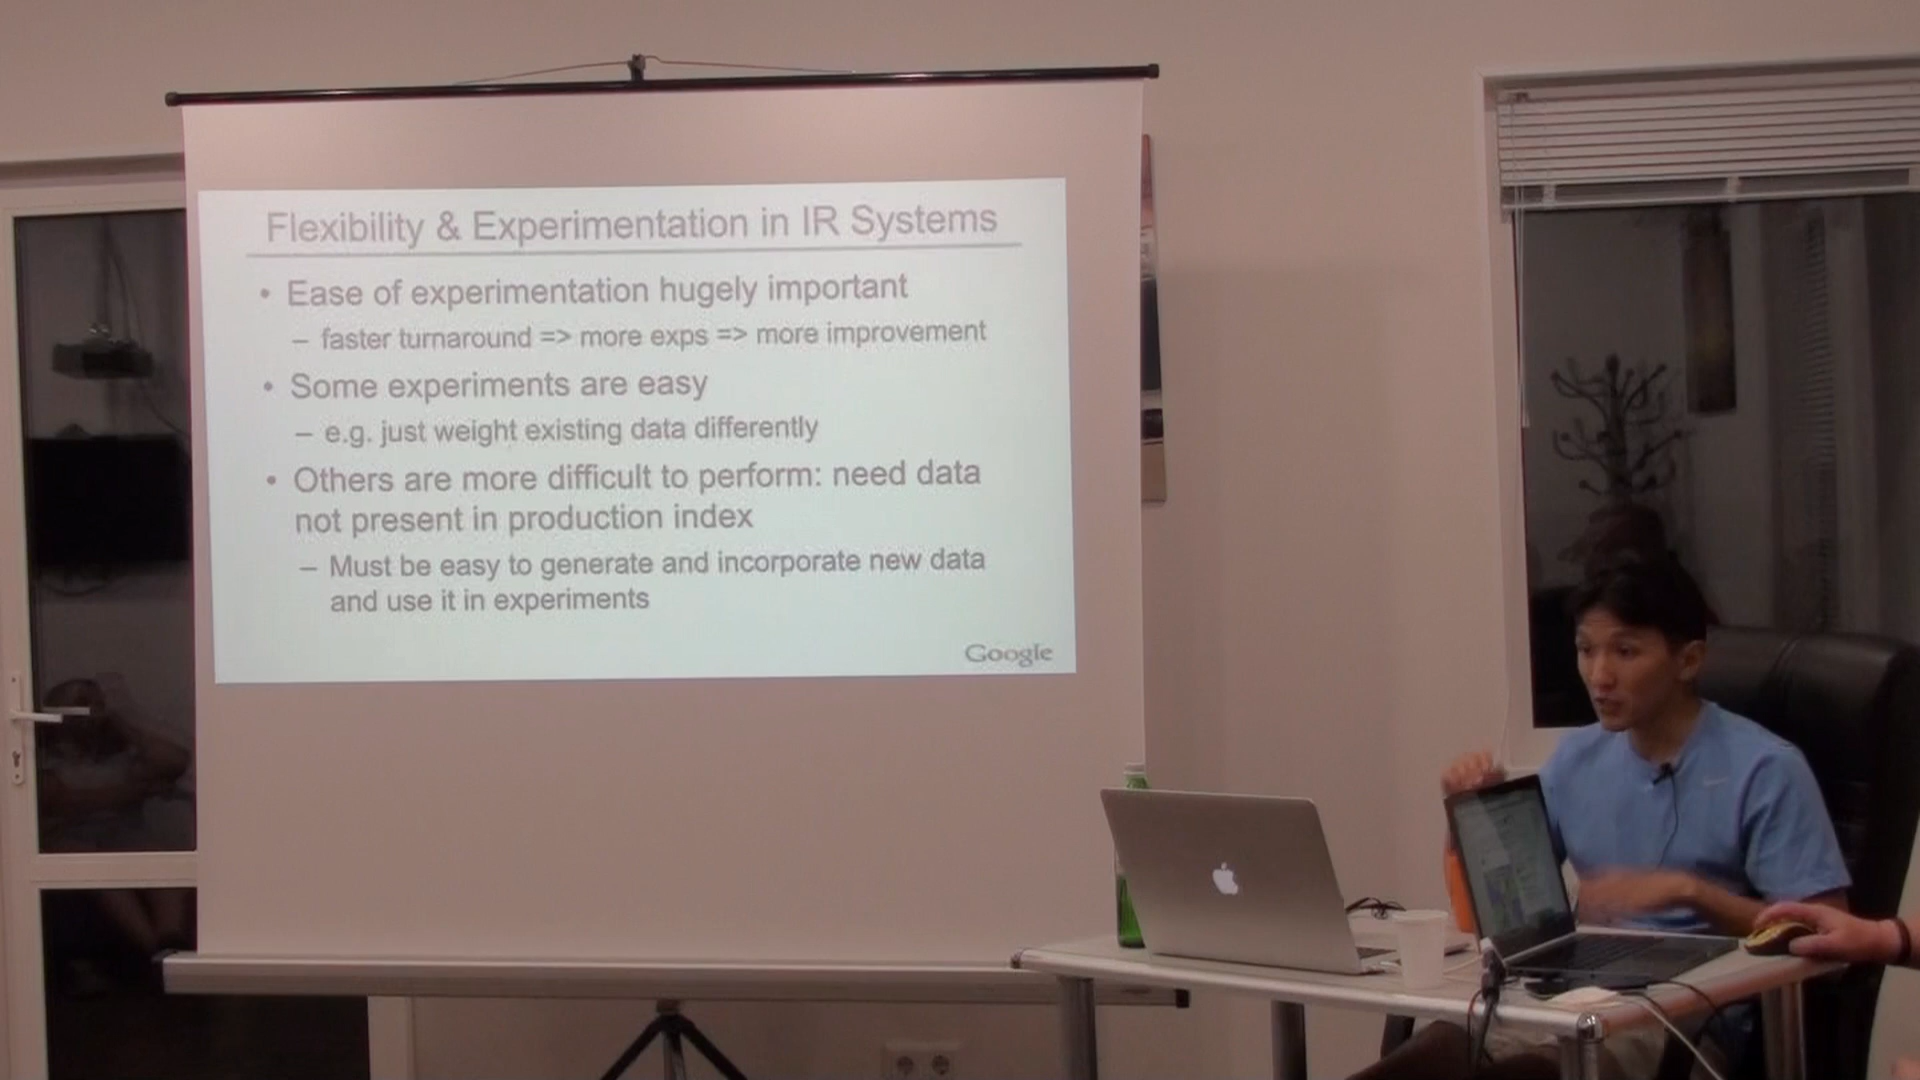 Flexibility & Experimentation in IR Systems
• Ease of experimentation hugely important
– faster turnaround => more exps => more improvement
• Some experiments are easy
– e.g. just weight existing data differently
• Others are more difficult to perform: need data
not present in production index
– Must be easy to generate and incorporate new data
and use it in experiments
Google